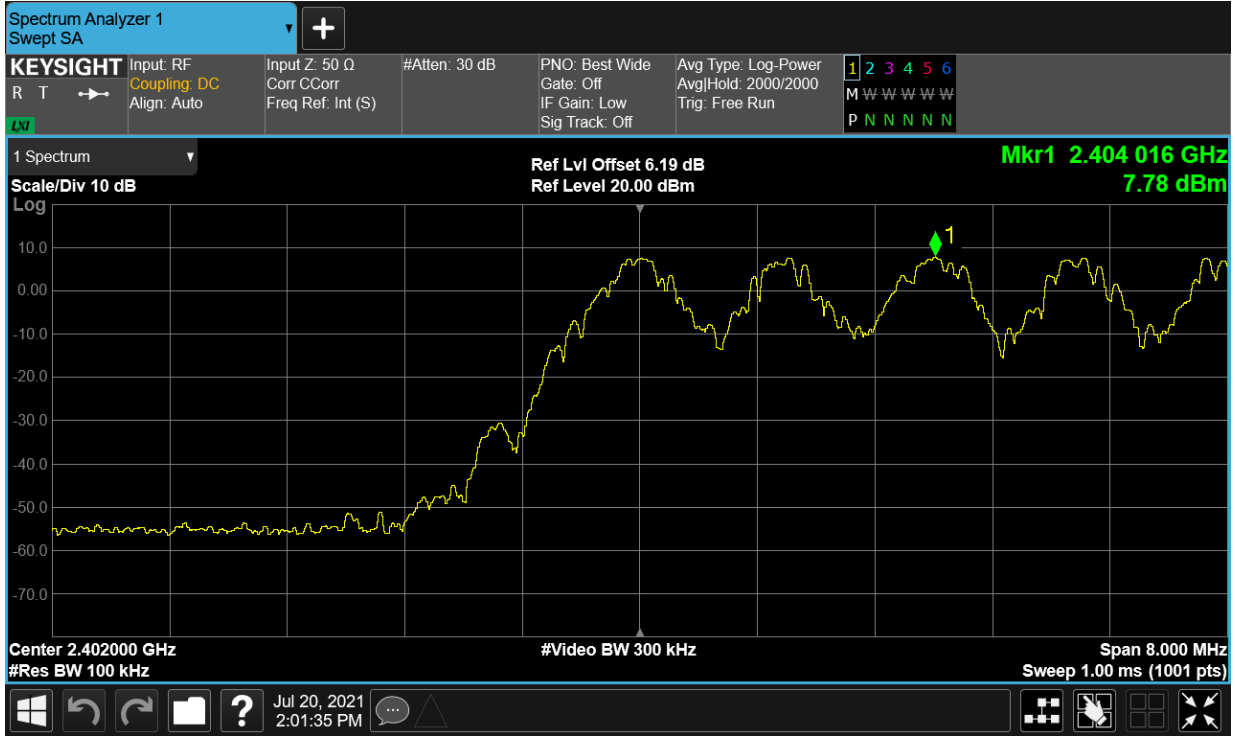 Spectrum Analyzer 1
Swept SA
KEYSIGHT
R T
LXI
Input: RF
Coupling: DC
Align: Auto
Input Z: 50 Ω
Corr CCorr
Freq Ref: Int (S)
#Atten: 30 dB
PNO: Best Wide
Gate: Off
IF Gain: Low
Sig Track: Off
Avg Type: Log-Power
Avg|Hold: 2000/2000
Trig: Free Run
1 2 3 4 5 6
M W W W W W
P N N N N N
1 Spectrum
Scale/Div 10 dB
Ref Lvl Offset 6.19 dB
Ref Level 20.00 dBm
Mkr1 2.404 016 GHz
7.78 dBm
Log
10.0
0.00
-10.0
-20.0
-30.0
-40.0
-50.0
-60.0
-70.0
1
Center 2.402000 GHz
#Video BW 300 kHz
Span 8.000 MHz
#Res BW 100 kHz
Sweep 1.00 ms (1001 pts)
Jul 20, 2021
2:01:35 PM